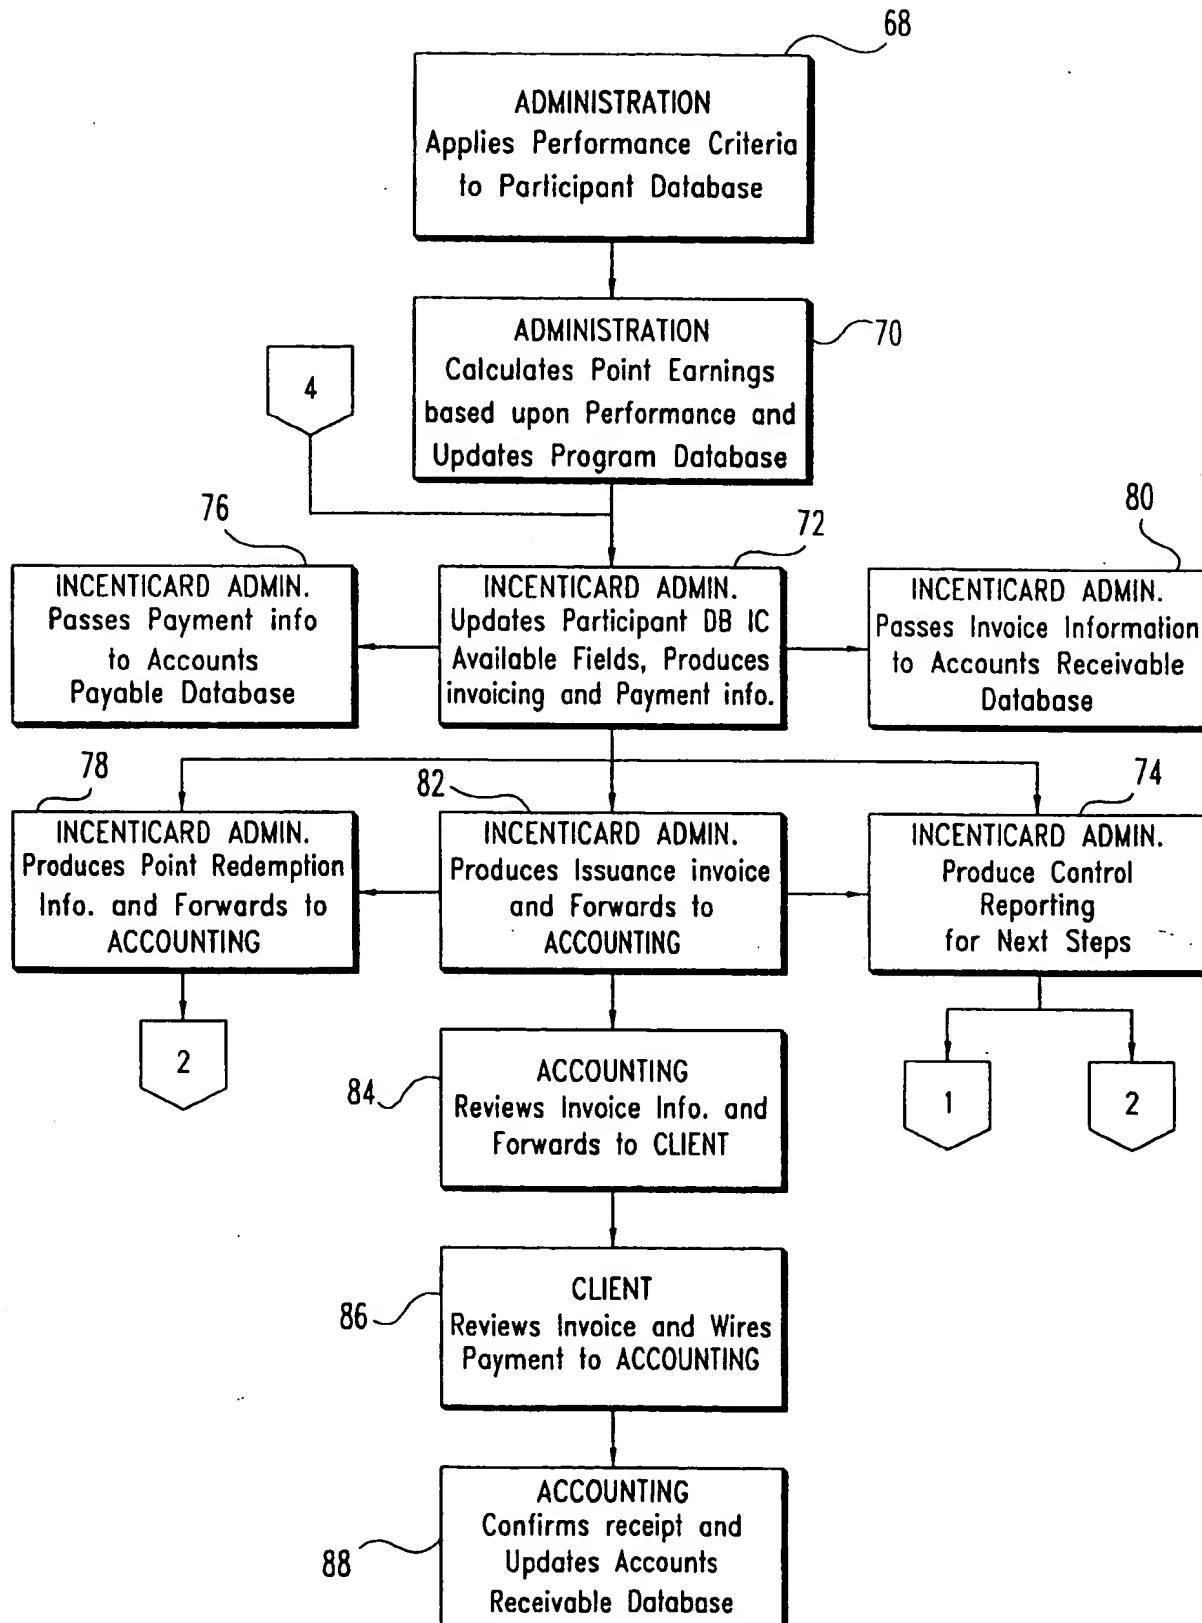 68
ADMINISTRATION
Applies Performance Criteria
to Participant Database
70
ADMINISTRATION
Calculates Point Earnings
based upon Performance and
Updates Program Database
4
76
INCENTICARD ADMIN.
Passes Payment info
to Accounts
Payable Database
72
INCENTICARD ADMIN.
Updates Participant DB IC
Available Fields, Produces
invoicing and Payment info.
80
INCENTICARD ADMIN.
Passes Invoice Information
to Accounts Receivable
Database
78
INCENTICARD ADMIN.
Produces Point Redemption
Info. and Forwards to
ACCOUNTING
82
INCENTICARD ADMIN.
Produces Issuance invoice
and Forwards to
ACCOUNTING
74
INCENTICARD ADMIN.
Produce Control
Reporting
for Next Steps
2
1
2
84
ACCOUNTING
Reviews Invoice Info. and
Forwards to CLIENT
86
CLIENT
Reviews Invoice and Wires
Payment to ACCOUNTING
88
ACCOUNTING
Confirms receipt and
Updates Accounts
Receivable Database